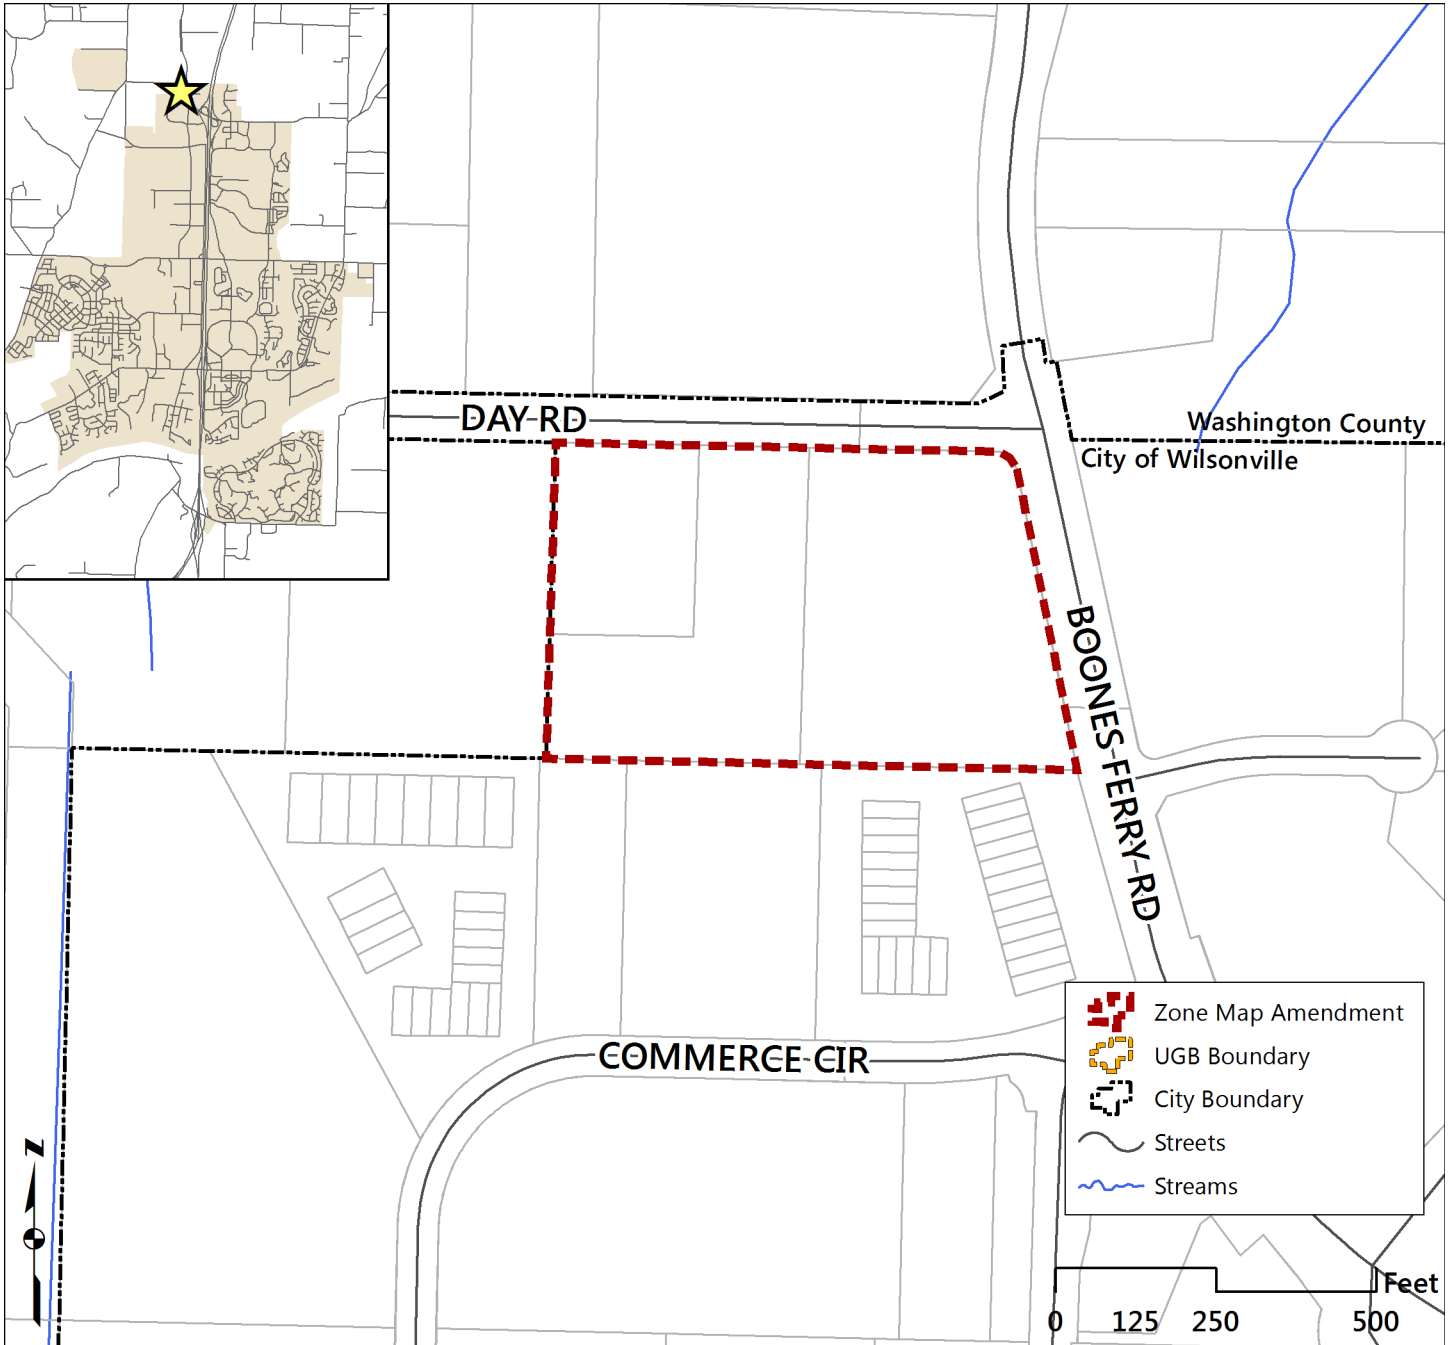 DAY RD
Washington County
City of Wilsonville
BOONES FERRY RD
COMMERCE CIR
Zone Map Amendment
UGB Boundary
City Boundary
Streets
Streams
Z
Feet
0 125 250 500